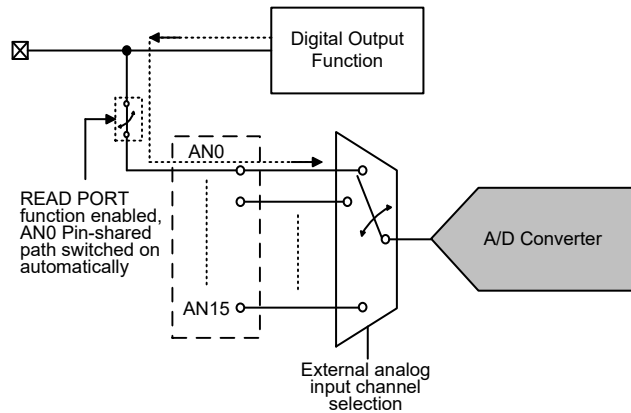 Digital Output
Function
AN0
READ PORT
function enabled,
AN0 Pin-shared
path switched on
automatically
AN15
A/D Converter
External analog
input channel
selection